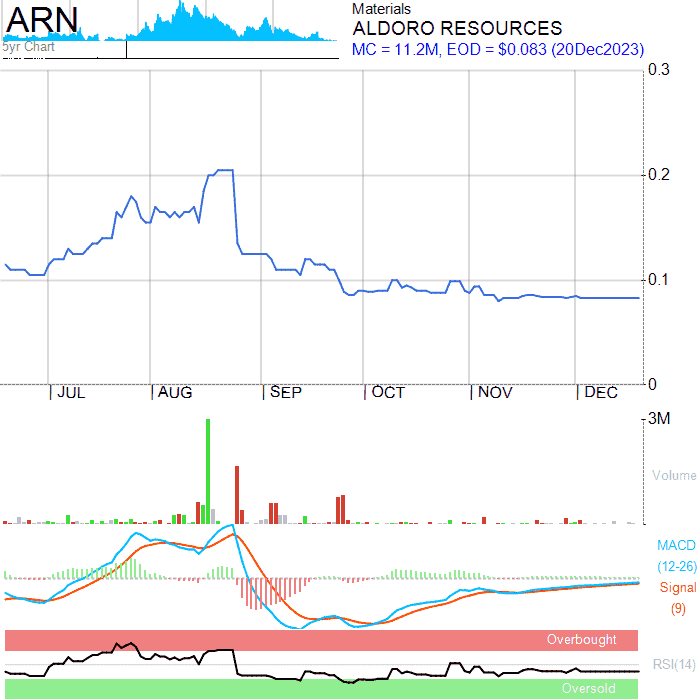 ARN
5yr Chart
Materials
ALDORO RESOURCES
MC = 11.2M, EOD = $0.083 (20Dec2023)
0.3
0.2
0.1
0
JUL
AUG
SEP
OCT
NOV
DEC
3M
Volume
MACD
(12-26)
Signal
(9)
Overbought
RSI(14)
Oversold